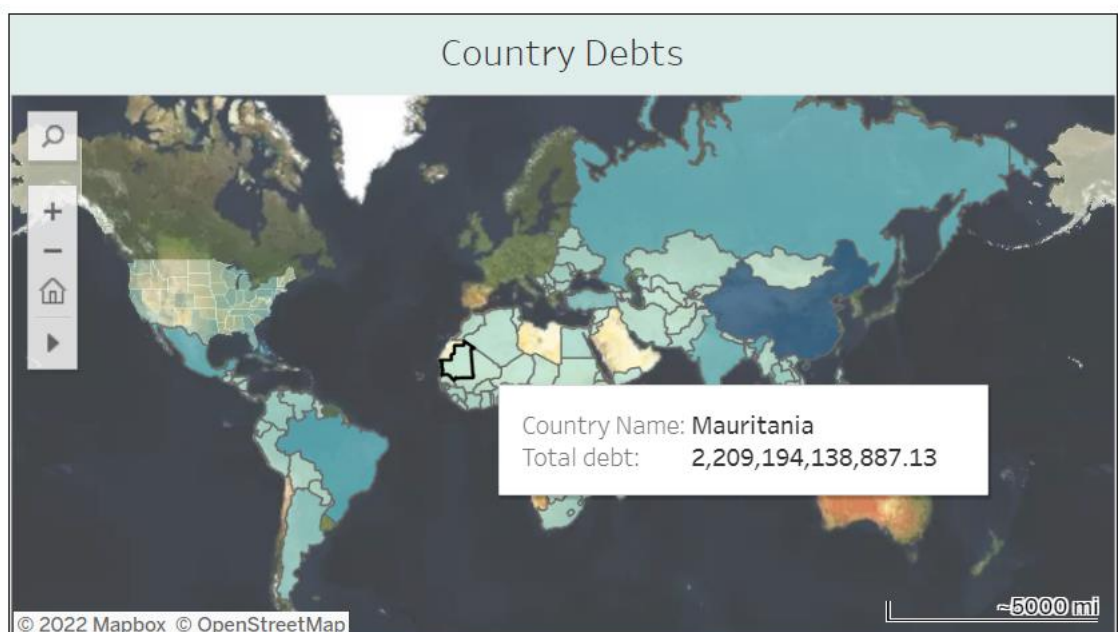 Country Debts
Country Name: Mauritania
Total debt: 2,209,194,138,887.13
~5000 mi
© 2022 Mapbox © OpenStreetMap